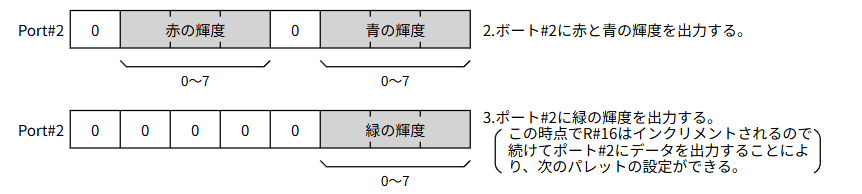 Port#2 0 赤の輝度 0 青の輝度 2.ポート#2に赤と青の輝度を出力する。
0〜7 0〜7
Port#2 0 0 0 0 0 緑の輝度 3.ポート#2に緑の輝度を出力する。
この時点でR#16はインクリメントされるので
続けてポート#2にデータを出力することによ
り、次のパレットの設定ができる。
0〜7